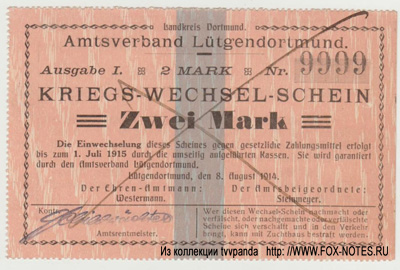 Landkreis Dortmund.
Amtsverband Lütgendortmund.
Ausgabe I. 2 MARK Nr. 9999
KRIEGS-WECHSEL-SCHEIN
Zwei Mark
Die Einwechselung dieses Scheines gegen gesetzliche Zahlungsmittel erfolgt
bis zum 1. Juli 1915 durch die umseitig aufgeführten Kassen. Sie wird garantiert
durch den Amtsverband Lütgendortmund.
Lütgendortmund, den 8. August 1914.
Der Ehren-Amtmann: Der Amtsbeigeordnete:
Westermann. Steinweger.
Wer diesen Wechsel-Schein nachmacht oder
verfälscht, oder nachgemachte oder verfälschte
Scheine sich verschafft und in den Verkehr
bringt, kann mit Zuchthaus bestraft werden.
Amtsrentmeister.
Из коллекции tvvpanda
WWW.FOX-NOTES.RU